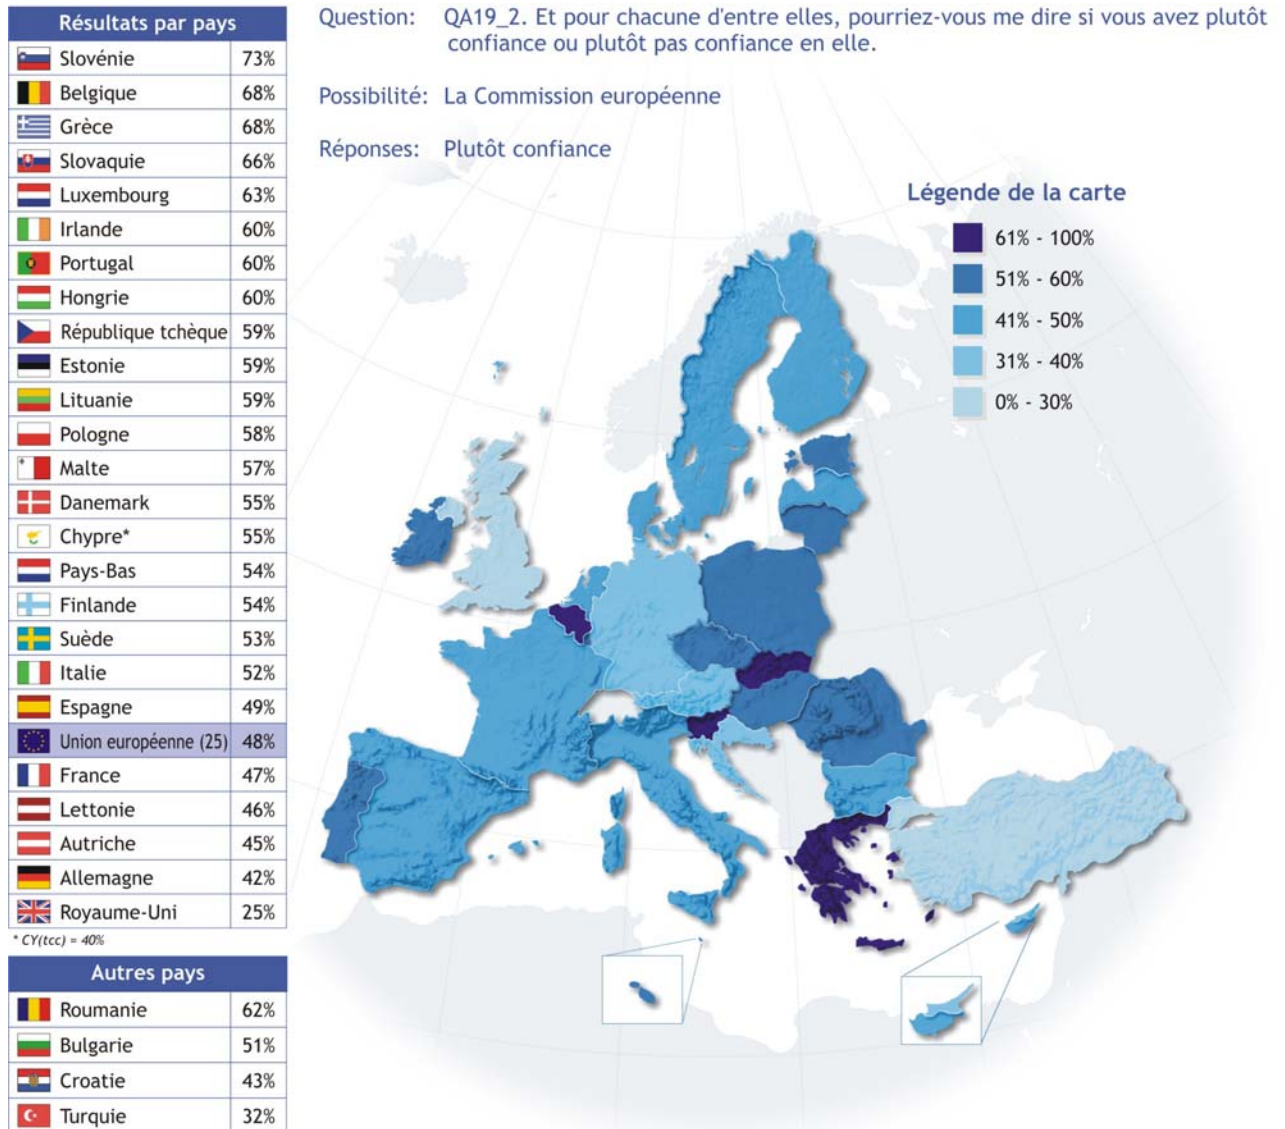 Question: QA19_2. Et pour chacune d'entre elles, pourriez-vous me dire si vous avez plutôt
confiance ou plutôt pas confiance en elle.
Possibilité: La Commission européenne
Réponses: Plutôt confiance
Résultats par pays
Slovénie 73%
Belgique 68%
Grèce 68%
Slovaquie 66%
Luxembourg 63%
Irlande 60%
Portugal 60%
Hongrie 60%
République tchèque 59%
Estonie 59%
Lituanie 59%
Pologne 58%
Malte 57%
Danemark 55%
Chypre* 55%
Pays-Bas 54%
Finlande 54%
Suède 53%
Italie 52%
Espagne 49%
Union européenne (25) 48%
France 47%
Lettonie 46%
Autriche 45%
Allemagne 42%
Royaume-Uni 25%
* CY(tcc) = 40%
Autres pays
Roumanie 62%
Bulgarie 51%
Croatie 43%
Turquie 32%
Légende de la carte
61% - 100%
51% - 60%
41% - 50%
31% - 40%
0% - 30%